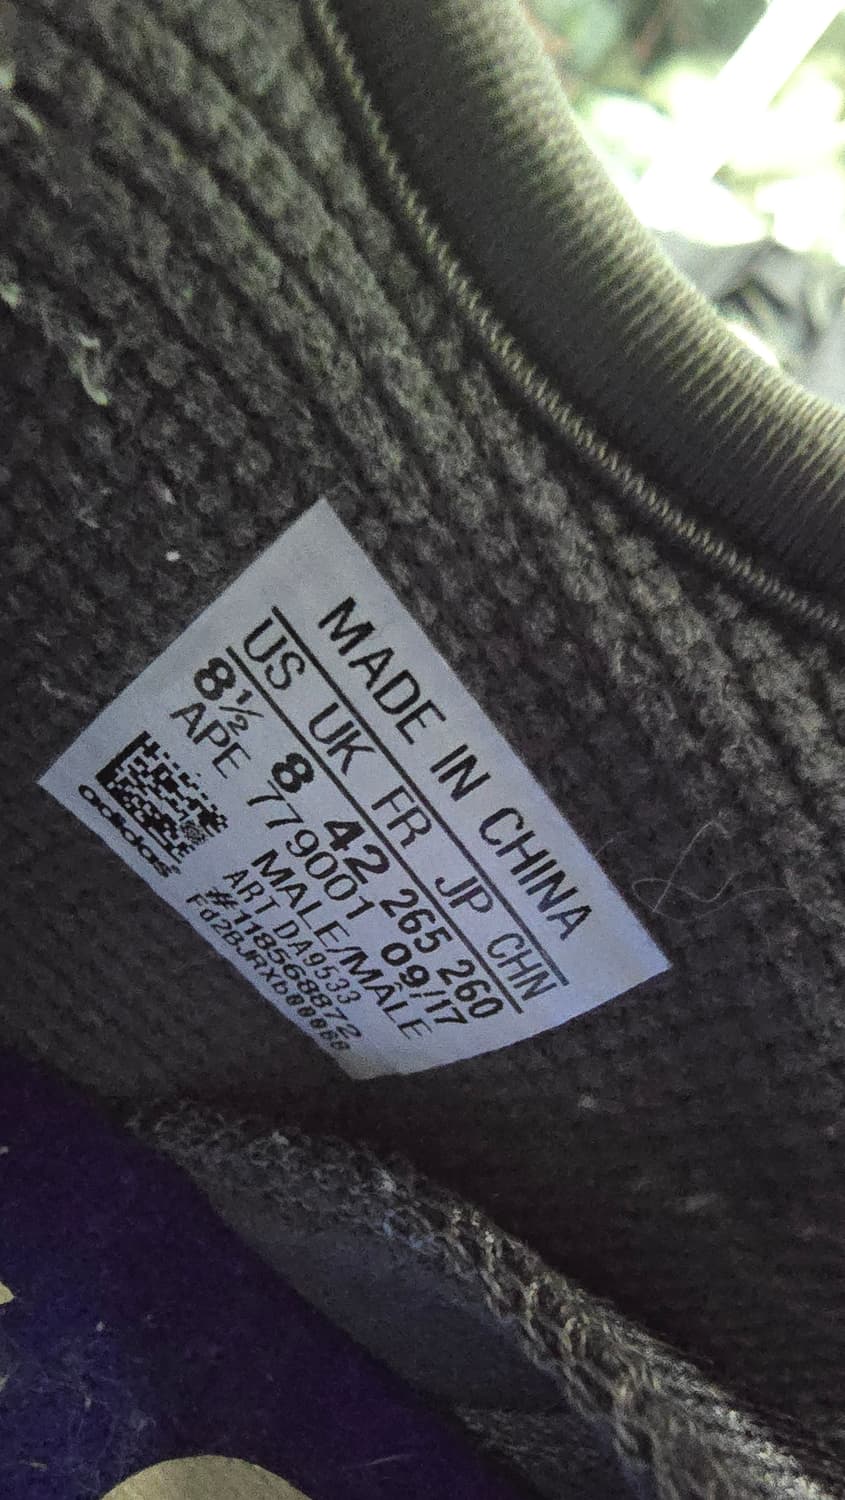 MADE IN CHINA
US UK FR JP CHN
8½ 8 42 265 260
APE 779001 09/17
MALE/MÂLE
ART DA9533
#118568872
adidas